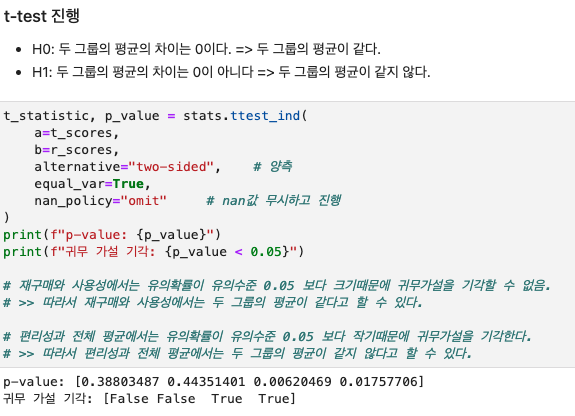 t-test 진행
• H0: 두 그룹의 평균의 차이는 0이다. => 두 그룹의 평균이 같다.
• H1: 두 그룹의 평균의 차이는 0이 아니다 => 두 그룹의 평균이 같지 않다.
t_statistic, p_value = stats.ttest_ind(
    a=t_scores,
    b=r_scores,
    alternative="two-sided",    # 양측
    equal_var=True,
    nan_policy="omit"     # nan값 무시하고 진행
)
print(f"p-value: {p_value}")
print(f"귀무 가설 기각: {p_value < 0.05}")
# 재구매와 사용성에서는 유의확률이 유의수준 0.05 보다 크기때문에 귀무가설을 기각할 수 없음.
# >> 따라서 재구매와 사용성에서는 두 그룹의 평균이 같다고 할 수 있다.
# 편리성과 전체 평균에서는 유의확률이 유의수준 0.05 보다 작기때문에 귀무가설을 기각한다.
# >> 따라서 편리성과 전체 평균에서는 두 그룹의 평균이 같지 않다고 할 수 있다.
p-value: [0.38803487 0.44351401 0.00620469 0.01757706]
귀무 가설 기각: [False False  True  True]